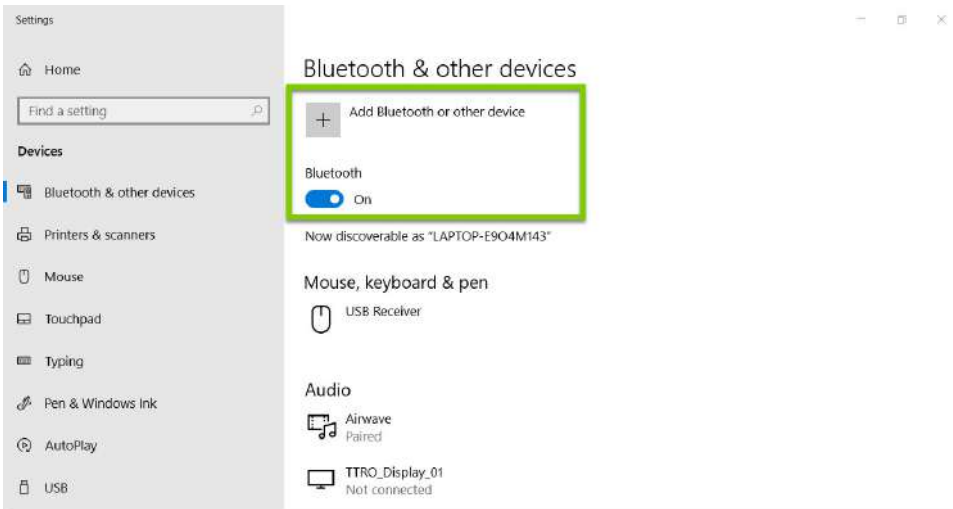 Settings
Home
Find a setting
Devices
Bluetooth & other devices
Printers & scanners
Mouse
Touchpad
Typing
Pen & Windows Ink
AutoPlay
USB
Bluetooth & other devices
Add Bluetooth or other device
Bluetooth
On
Now discoverable as "LAPTOP-E9O4M143"
Mouse, keyboard & pen
USB Receiver
Audio
Airwave
Paired
TTRO_Display_01
Not connected